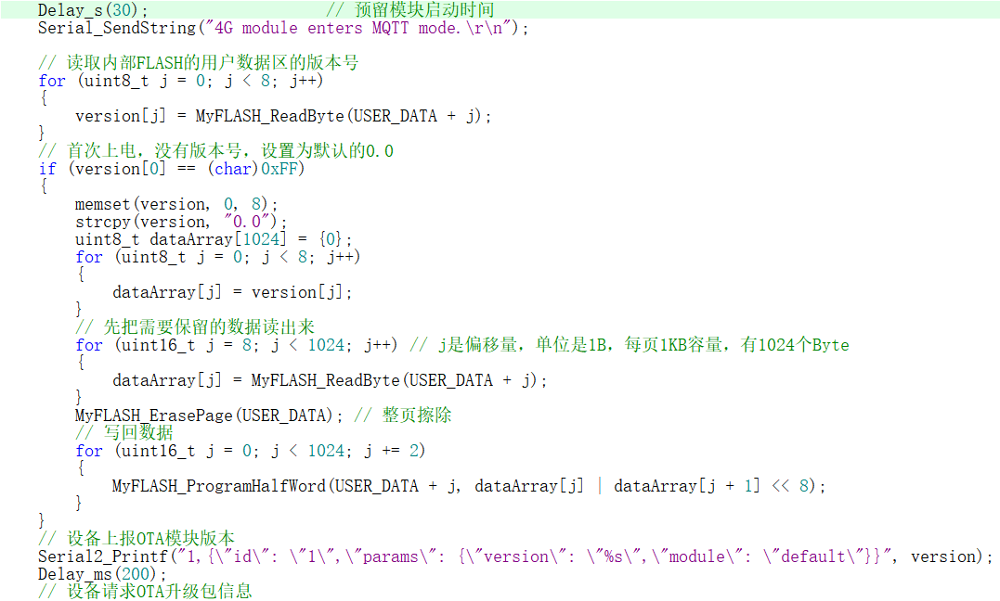 Delay_s(30);                   // 预留模块启动时间
Serial_SendString("4G module enters MQTT mode.\r\n");
// 读取内部FLASH的用户数据区的版本号
for (uint8_t j = 0; j < 8; j++)
{
    version[j] = MyFLASH_ReadByte(USER_DATA + j);
}
// 首次上电，没有版本号，设置为默认的0.0
if (version[0] == (char)0xFF)
{
    memset(version, 0, 8);
    strcpy(version, "0.0");
    uint8_t dataArray[1024] = {0};
    for (uint8_t j = 0; j < 8; j++)
    {
        dataArray[j] = version[j];
    }
    // 先把需要保留的数据读出来
    for (uint16_t j = 8; j < 1024; j++) // j是偏移量，单位是1B，每页1KB容量，有1024个Byte
    {
        dataArray[j] = MyFLASH_ReadByte(USER_DATA + j);
    }
    MyFLASH_ErasePage(USER_DATA); // 整页擦除
    // 写回数据
    for (uint16_t j = 0; j < 1024; j += 2)
    {
        MyFLASH_ProgramHalfWord(USER_DATA + j, dataArray[j] | dataArray[j + 1] << 8);
    }
}
// 设备上报OTA模块版本
Serial2_Printf("1,{\"id\": \"1\",\"params\": {\"version\": \"%s\",\"module\": \"default\"}}", version);
Delay_ms(200);
// 设备请求OTA升级包信息